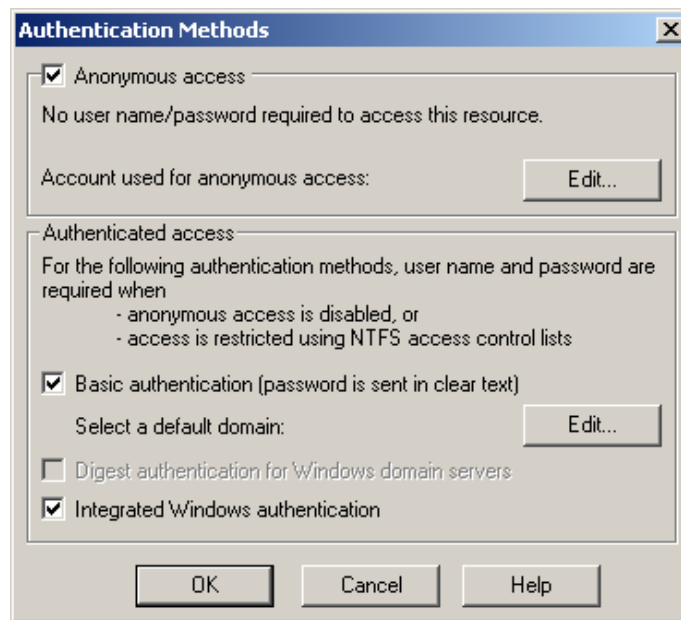 Authentication Methods
Anonymous access
No user name/password required to access this resource.
Account used for anonymous access: Edit...
Authenticated access
For the following authentication methods, user name and password are
required when
- anonymous access is disabled, or
- access is restricted using NTFS access control lists
Basic authentication (password is sent in clear text)
Select a default domain: Edit...
Digest authentication for Windows domain servers
Integrated Windows authentication
OK Cancel Help